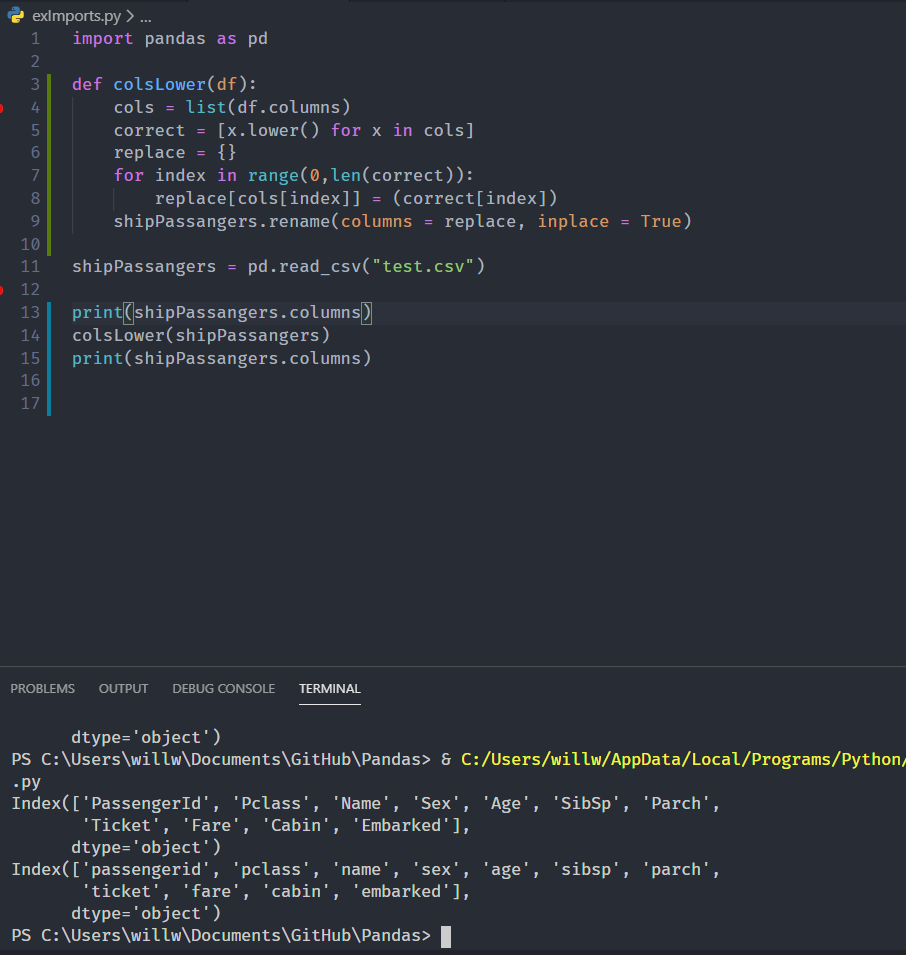 exImports.py > ...
1 import pandas as pd
2
3 def colsLower(df):
4     cols = list(df.columns)
5     correct = [x.lower() for x in cols]
6     replace = {}
7     for index in range(0,len(correct)):
8         replace[cols[index]] = (correct[index])
9     shipPassangers.rename(columns = replace, inplace = True)
10
11 shipPassangers = pd.read_csv("test.csv")
12
13 print(shipPassangers.columns)
14 colsLower(shipPassangers)
15 print(shipPassangers.columns)
16
17
PROBLEMS OUTPUT DEBUG CONSOLE TERMINAL
      dtype='object')
PS C:\Users\willw\Documents\GitHub\Pandas> & C:/Users/willw/AppData/Local/Programs/Python/
.py
Index(['PassengerId', 'Pclass', 'Name', 'Sex', 'Age', 'SibSp', 'Parch',
       'Ticket', 'Fare', 'Cabin', 'Embarked'],
      dtype='object')
Index(['passengerid', 'pclass', 'name', 'sex', 'age', 'sibsp', 'parch',
       'ticket', 'fare', 'cabin', 'embarked'],
      dtype='object')
PS C:\Users\willw\Documents\GitHub\Pandas>